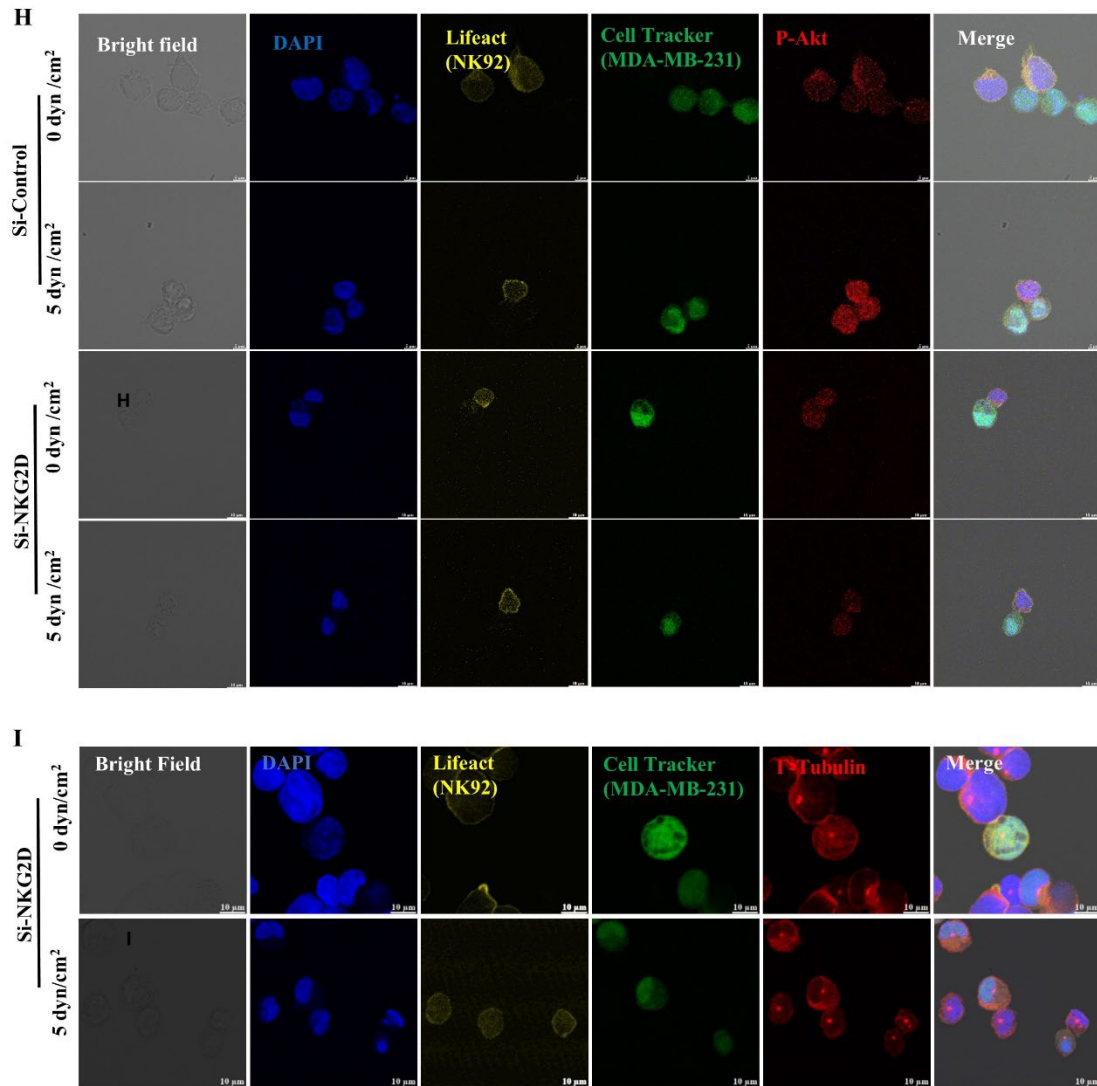 H
Bright field
DAPI
Lifeact
(NK92)
Cell Tracker
(MDA-MB-231)
P-Akt
Merge
Si-Control
0 dyn /cm²
5 dyn /cm²
Si-NKG2D
0 dyn /cm²
H
5 dyn /cm²
I
Bright Field
DAPI
Lifeact
(NK92)
Cell Tracker
(MDA-MB-231)
T-Tubulin
Merge
Si-NKG2D
0 dyn/cm²
10 µm
10 µm
10 µm
10 µm
10 µm
10 µm
5 dyn/cm²
I
10 µm
10 µm
10 µm
10 µm
10 µm
10 µm